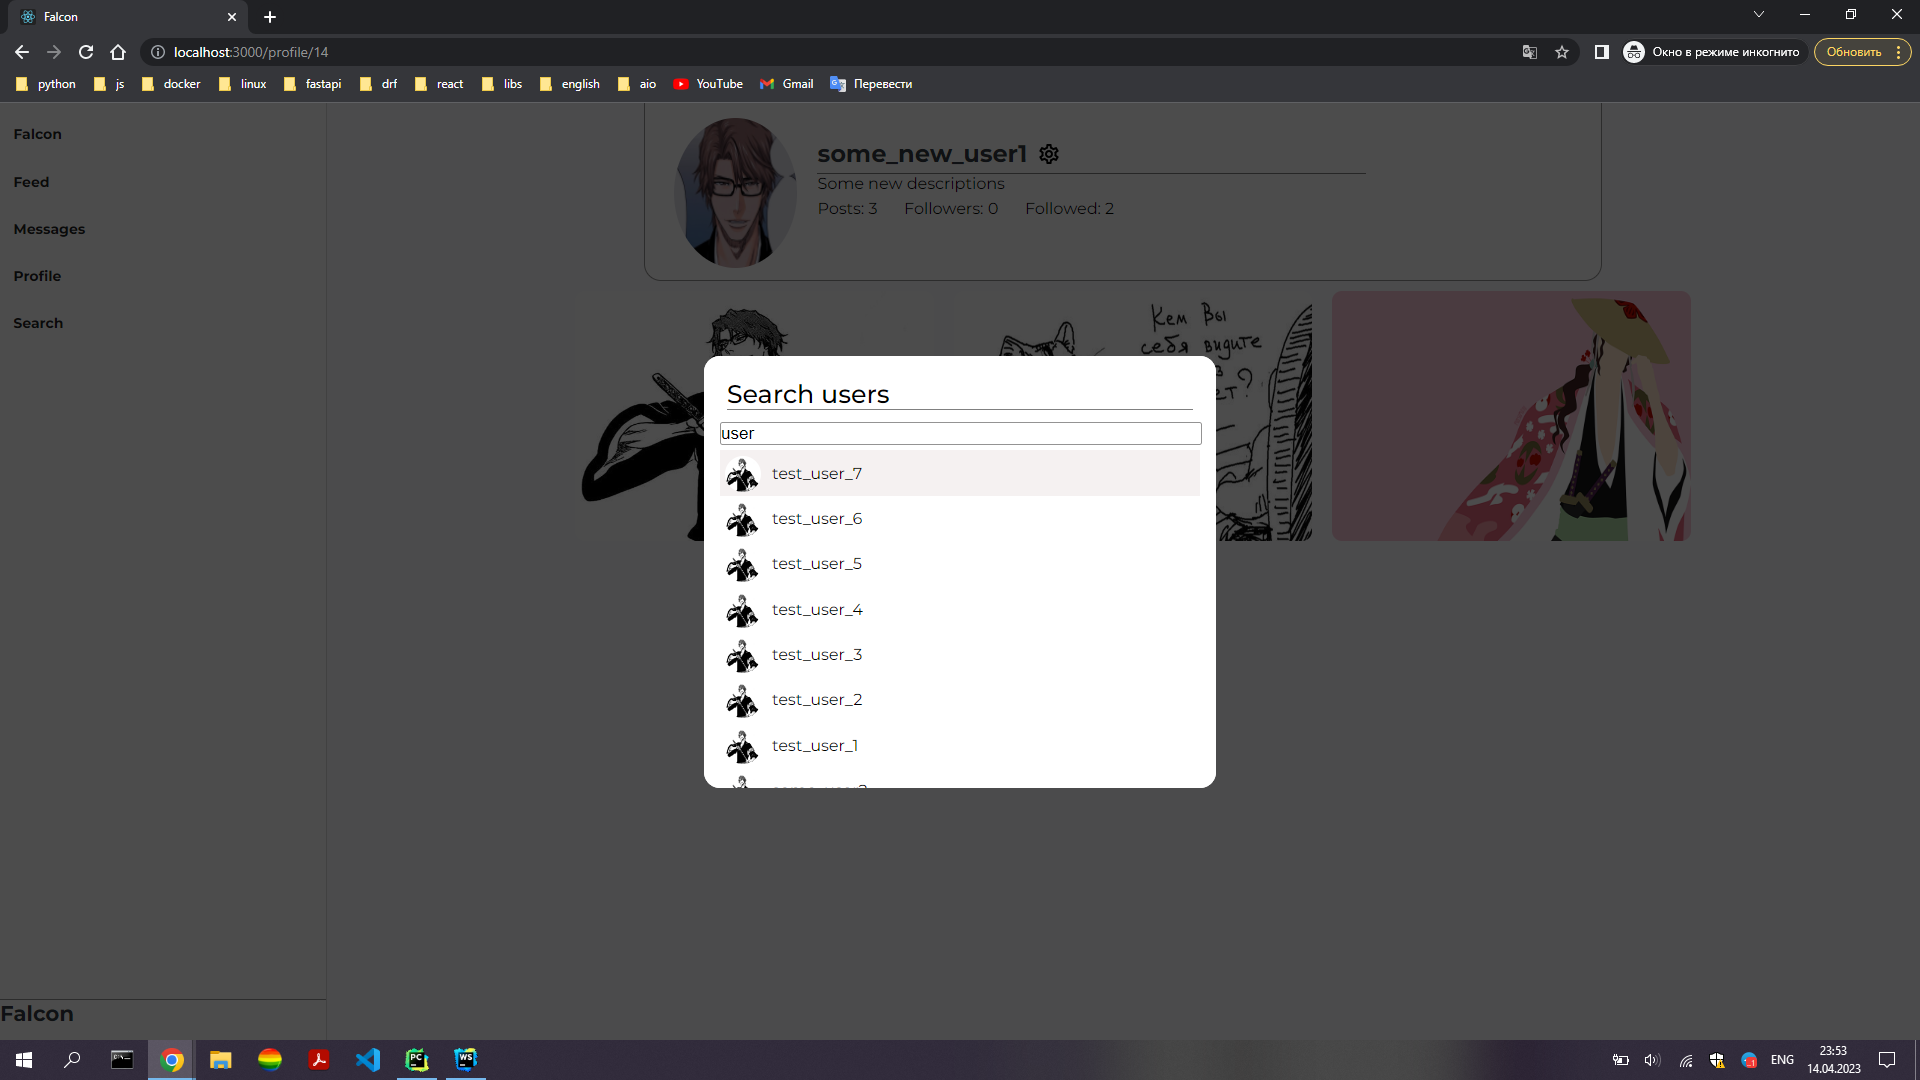 Falcon
localhost:3000/profile/14
Окно в режиме инкогнито
Обновить
python js docker linux fastapi drf react libs english aio YouTube Gmail Перевести
Falcon
Feed
Messages
Profile
Search
some_new_user1
Some new descriptions
Posts: 3 Followers: 0 Followed: 2
Кем Вы
себя видите
Search users
user
test_user_7
test_user_6
test_user_5
test_user_4
test_user_3
test_user_2
test_user_1
Falcon
PC
WS
ENG
23:53
14.04.2023